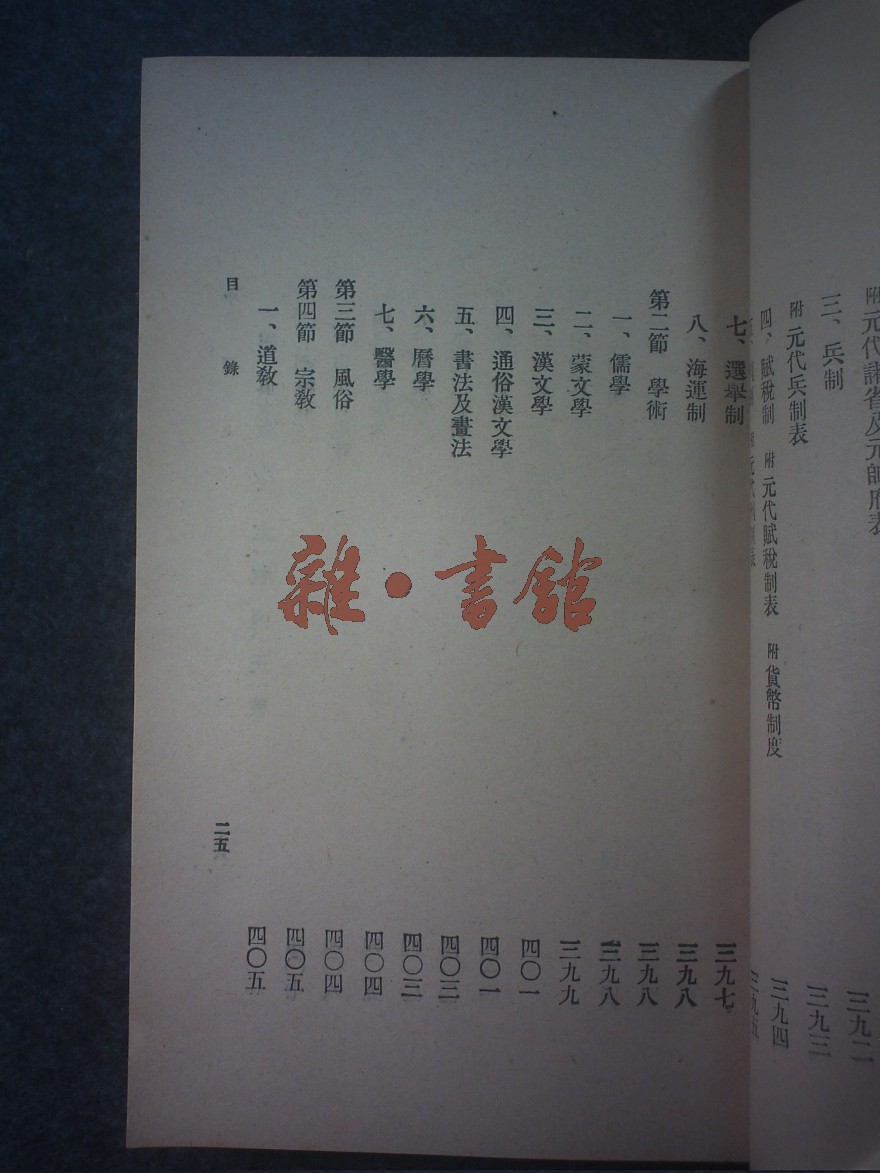 附 元代諸省及元帥府表 三九二
三、兵制 三九三
附 元代兵制表
四、賦稅制 附 元代賦稅制表 附 貨幣制度 三九四
三九五
七、選舉制 三九七
八、海運制 三九八
第二節 學術 三九八
一、儒學 三九八
二、蒙文學 三九九
三、漢文學 四〇一
四、通俗漢文學 四〇一
五、書法及畫法 四〇三
六、曆學 四〇三
七、醫學 四〇四
第三節 風俗 四〇四
第四節 宗教 四〇五
一、道教 四〇五
目錄 二五
雜·書館